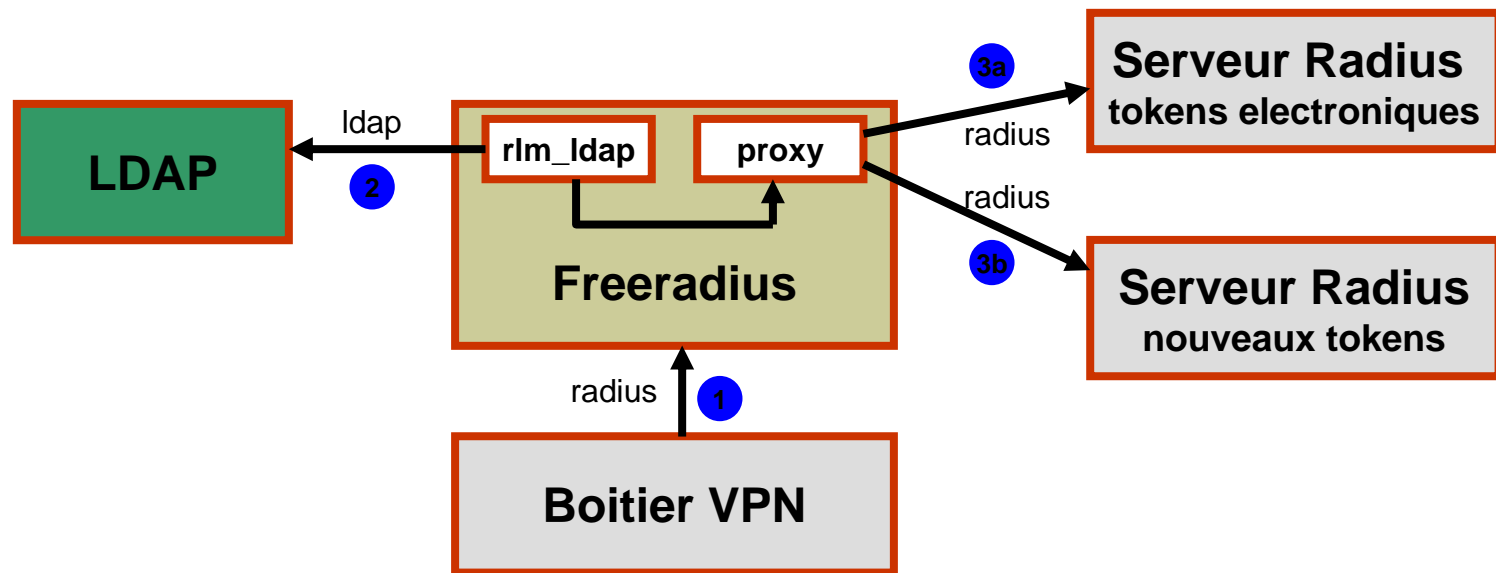 3a
Serveur Radius
tokens electroniques
ldap
LDAP
2
rlm_ldap
proxy
radius
radius
Freeradius
3b
Serveur Radius
nouveaux tokens
radius
1
Boitier VPN